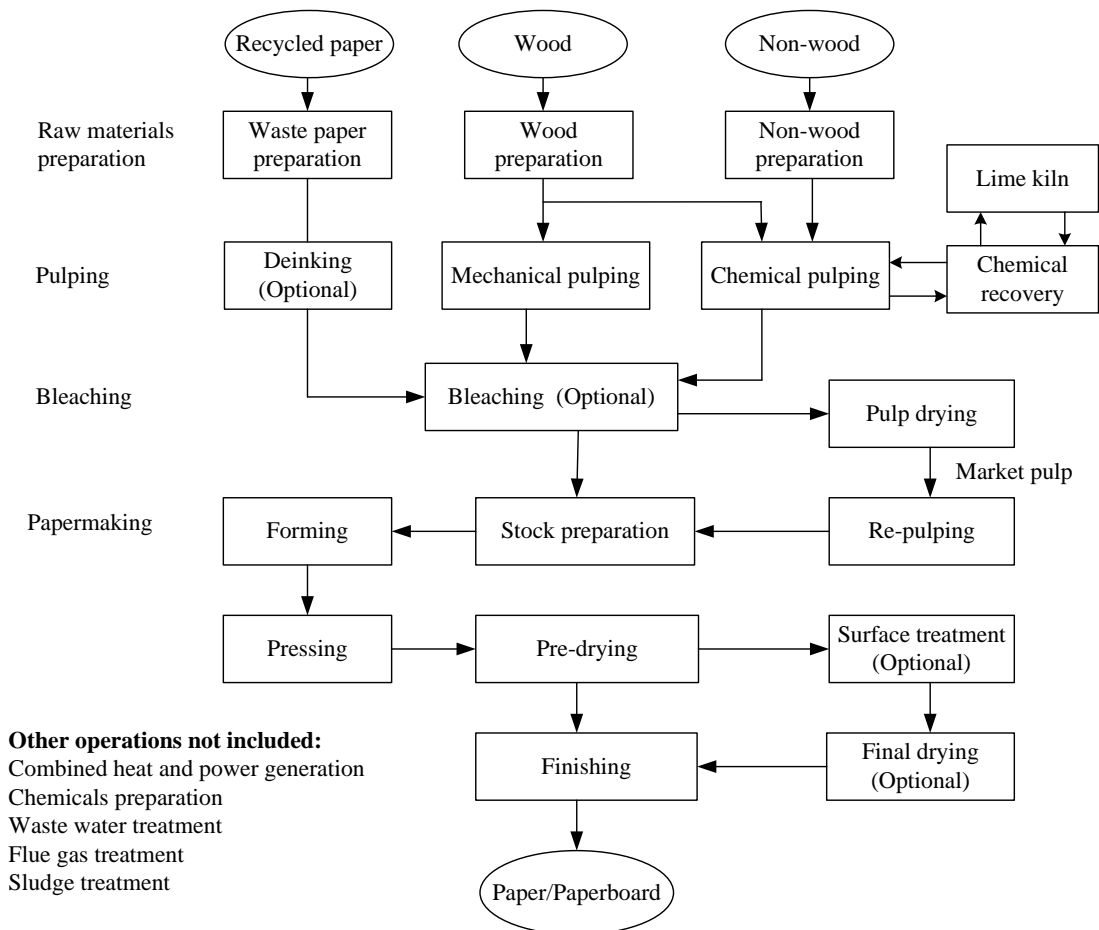 Recycled paper
Wood
Non-wood
Raw materials
preparation
Waste paper
preparation
Wood
preparation
Non-wood
preparation
Lime kiln
Pulping
Deinking
(Optional)
Mechanical pulping
Chemical pulping
Chemical
recovery
Bleaching
Bleaching (Optional)
Pulp drying
Market pulp
Papermaking
Forming
Stock preparation
Re-pulping
Pressing
Pre-drying
Surface treatment
(Optional)
Other operations not included:
Combined heat and power generation
Chemicals preparation
Waste water treatment
Flue gas treatment
Sludge treatment
Finishing
Final drying
(Optional)
Paper/Paperboard